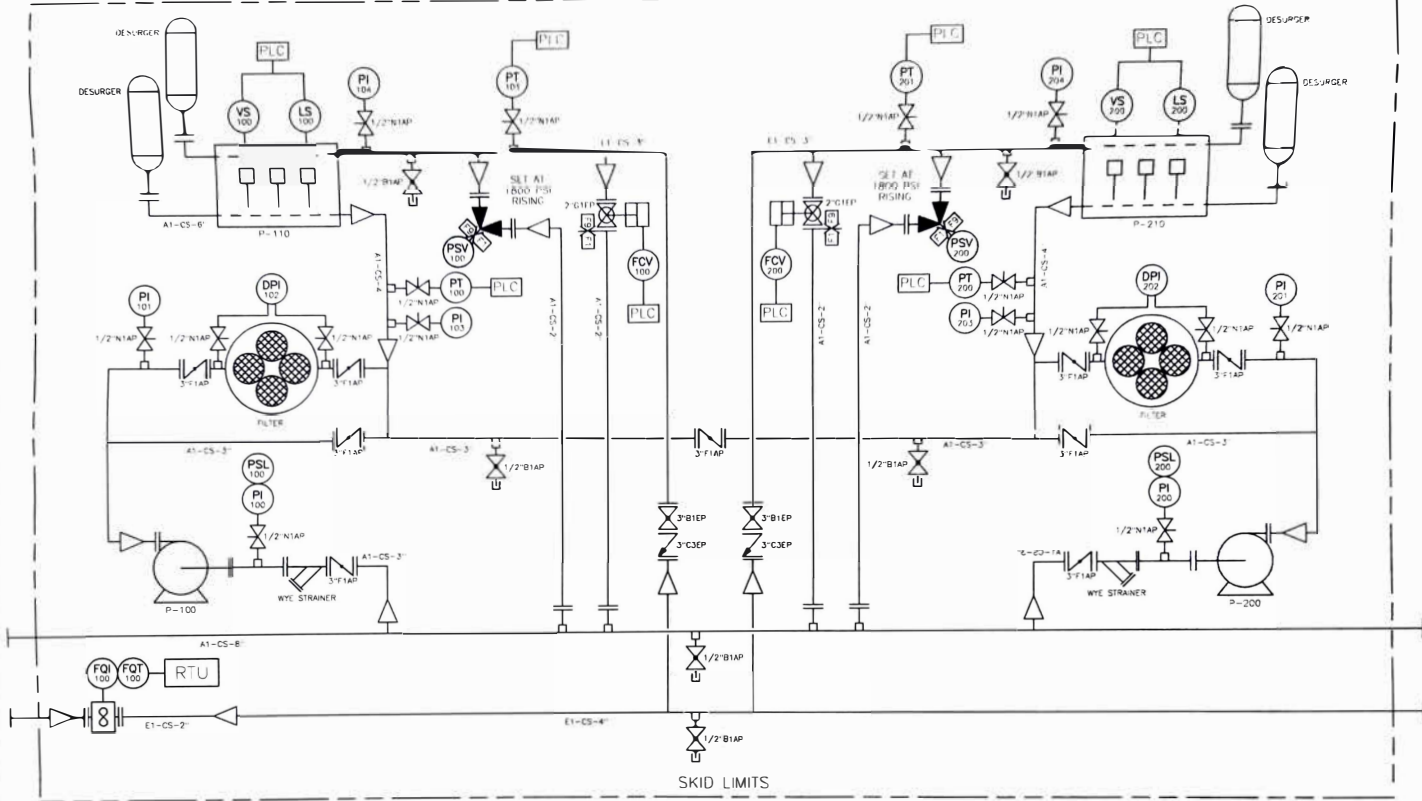 DESURGER
DESURGER
PLC
VS
100
LS
100
PI
104
1/2"N1AP
PLC
PT
101
1/2"N1AP
1/2"B1AP
SET AT
1800 PSI
RISING
PSV
100
2"G1EP
FCV
100
PLC
A1-CS-6"
P-110
A1-CS-4"
PT
100
PLC
1/2"N1AP
PI
103
1/2"N1AP
PI
101
1/2"N1AP
DPI
102
1/2"N1AP
1/2"N1AP
3"F1AP
3"F1AP
FILTER
A1-CS-2"
A1-CS-2"
A1-CS-3"
3"F1AP
A1-CS-3"
1/2"B1AP
PSL
100
PI
100
1/2"N1AP
A1-CS-3"
3"F1AP
WYE STRAINER
P-100
A1-CS-8"
FQI
100
FQT
100
RTU
E1-CS-2"
E1-CS-4"
1/2"B1AP
1/2"B1AP
3"B1EP
3"C3EP
3"B1EP
3"C3EP
3"F1AP
E1-CS-3"
PLC
PT
201
1/2"N1AP
PI
204
1/2"N1AP
PLC
VS
200
LS
200
DESURGER
DESURGER
1/2"B1AP
SET AT
1800 PSI
RISING
2"G1EP
PSV
200
FCV
200
PLC
P-210
A1-CS-4"
PLC
PT
200
1/2"N1AP
PI
203
1/2"N1AP
DPI
202
1/2"N1AP
1/2"N1AP
PI
201
1/2"N1AP
3"F1AP
3"F1AP
FILTER
A1-CS-2"
A1-CS-2"
A1-CS-3"
3"F1AP
A1-CS-3"
1/2"B1AP
PSL
200
PI
200
1/2"N1AP
3"F1AP
WYE STRAINER
P-200
SKID LIMITS